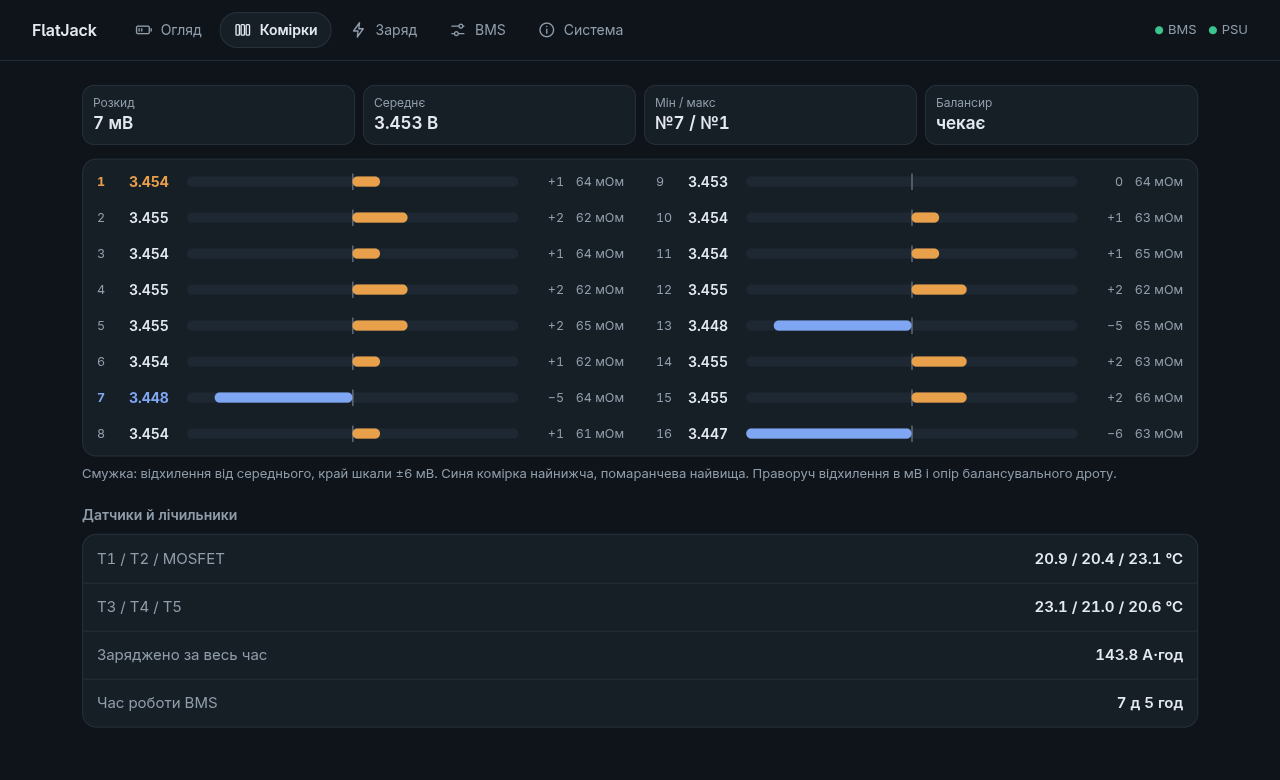 FlatJack Огляд Комірки Заряд BMS Система BMS PSU
Розкид Середнє Мін / макс Балансир
7 мВ 3.453 В №7 / №1 чекає
1 3.454 +1 64 мОм 9 3.453 0 64 мОм
2 3.455 +2 62 мОм 10 3.454 +1 63 мОм
3 3.454 +1 64 мОм 11 3.454 +1 65 мОм
4 3.455 +2 62 мОм 12 3.455 +2 62 мОм
5 3.455 +2 65 мОм 13 3.448 −5 65 мОм
6 3.454 +1 62 мОм 14 3.455 +2 63 мОм
7 3.448 −5 64 мОм 15 3.455 +2 66 мОм
8 3.454 +1 61 мОм 16 3.447 −6 63 мОм
Смужка: відхилення від середнього, край шкали ±6 мВ. Синя комірка найнижча, помаранчева найвища. Праворуч відхилення в мВ і опір балансувального дроту.
Датчики й лічильники
T1 / T2 / MOSFET 20.9 / 20.4 / 23.1 °C
T3 / T4 / T5 23.1 / 21.0 / 20.6 °C
Заряджено за весь час 143.8 А·год
Час роботи BMS 7 д 5 год